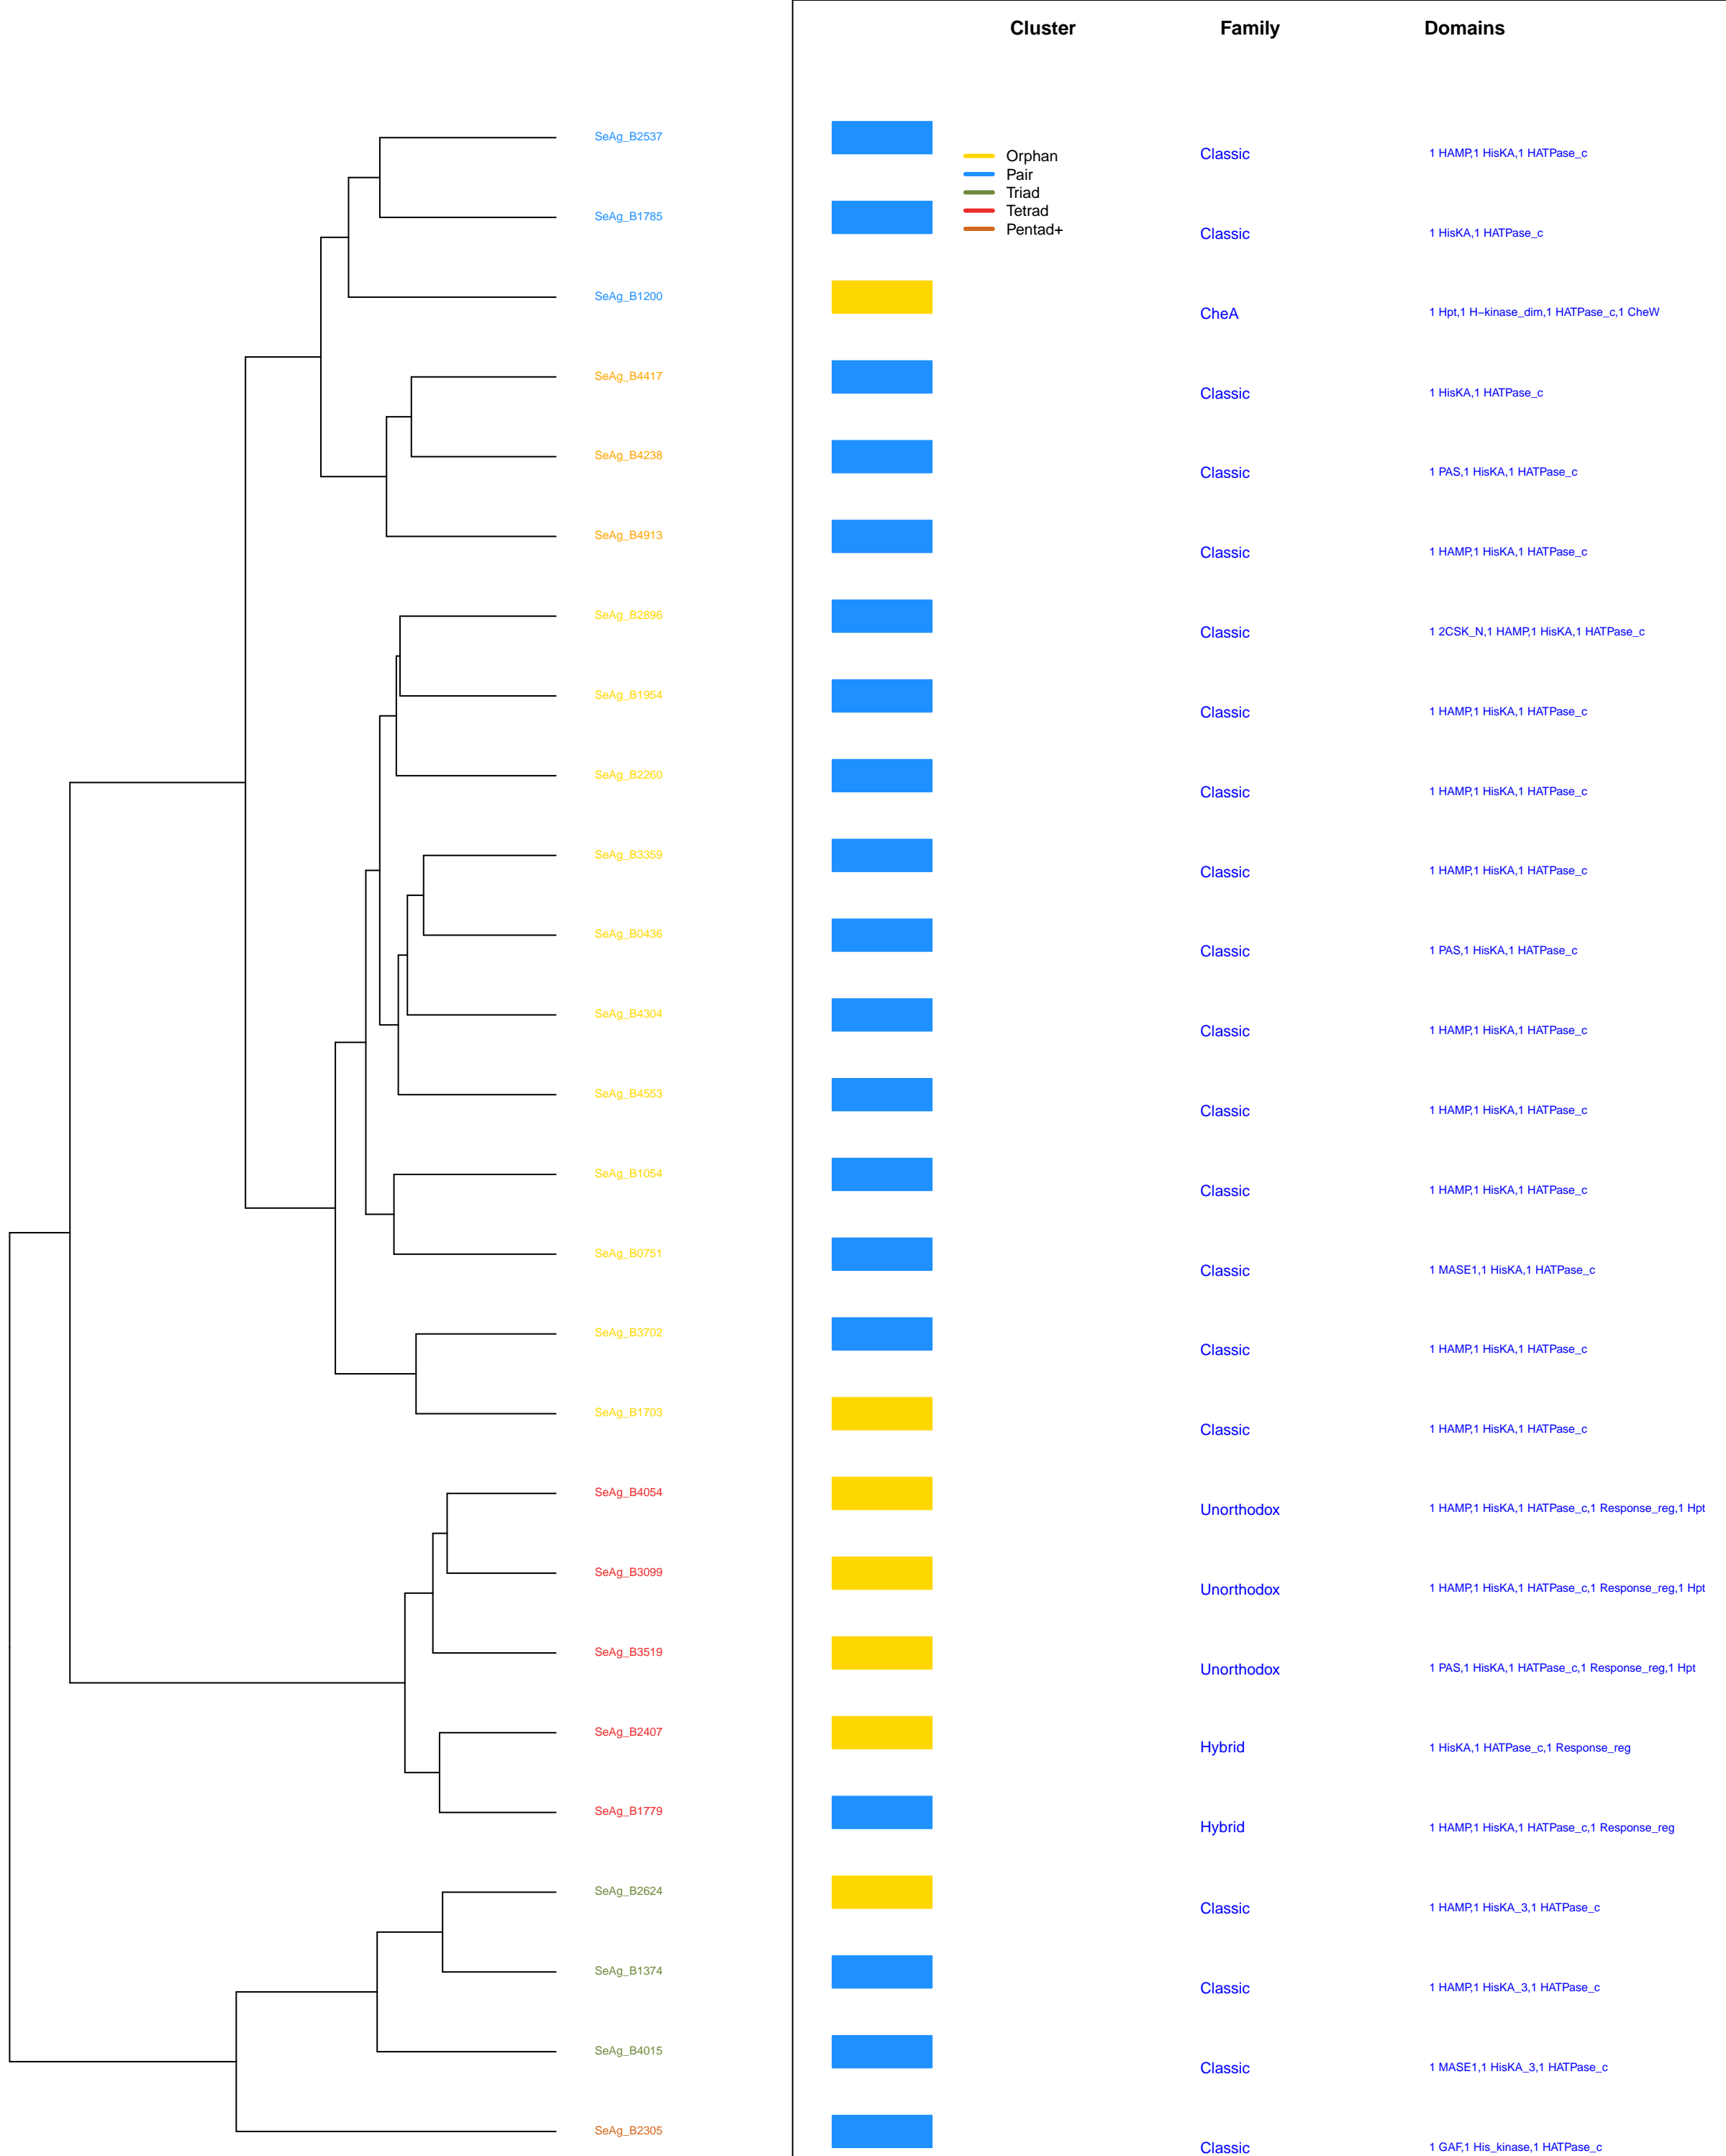 Cluster Family Domains
SeAg_B2537
Orphan
Classic 1 HAMP,1 HisKA,1 HATPase_c
Pair
Triad
SeAg_B1785
Tetrad
Pentad+
Classic 1 HisKA,1 HATPase_c
SeAg_B1200
CheA 1 Hpt,1 H−kinase_dim,1 HATPase_c,1 CheW
SeAg_B4417
Classic 1 HisKA,1 HATPase_c
SeAg_B4238
Classic 1 PAS,1 HisKA,1 HATPase_c
SeAg_B4913
Classic 1 HAMP,1 HisKA,1 HATPase_c
SeAg_B2896
Classic 1 2CSK_N,1 HAMP,1 HisKA,1 HATPase_c
SeAg_B1954
Classic 1 HAMP,1 HisKA,1 HATPase_c
SeAg_B2260
Classic 1 HAMP,1 HisKA,1 HATPase_c
SeAg_B3359
Classic 1 HAMP,1 HisKA,1 HATPase_c
SeAg_B0436
Classic 1 PAS,1 HisKA,1 HATPase_c
SeAg_B4304
Classic 1 HAMP,1 HisKA,1 HATPase_c
SeAg_B4553
Classic 1 HAMP,1 HisKA,1 HATPase_c
SeAg_B1054
Classic 1 HAMP,1 HisKA,1 HATPase_c
SeAg_B0751
Classic 1 MASE1,1 HisKA,1 HATPase_c
SeAg_B3702
Classic 1 HAMP,1 HisKA,1 HATPase_c
SeAg_B1703
Classic 1 HAMP,1 HisKA,1 HATPase_c
SeAg_B4054
Unorthodox 1 HAMP,1 HisKA,1 HATPase_c,1 Response_reg,1 Hpt
SeAg_B3099
Unorthodox 1 HAMP,1 HisKA,1 HATPase_c,1 Response_reg,1 Hpt
SeAg_B3519
Unorthodox 1 PAS,1 HisKA,1 HATPase_c,1 Response_reg,1 Hpt
SeAg_B2407
Hybrid 1 HisKA,1 HATPase_c,1 Response_reg
SeAg_B1779
Hybrid 1 HAMP,1 HisKA,1 HATPase_c,1 Response_reg
SeAg_B2624
Classic 1 HAMP,1 HisKA_3,1 HATPase_c
SeAg_B1374
Classic 1 HAMP,1 HisKA_3,1 HATPase_c
SeAg_B4015
Classic 1 MASE1,1 HisKA_3,1 HATPase_c
SeAg_B2305
Classic 1 GAF,1 His_kinase,1 HATPase_c